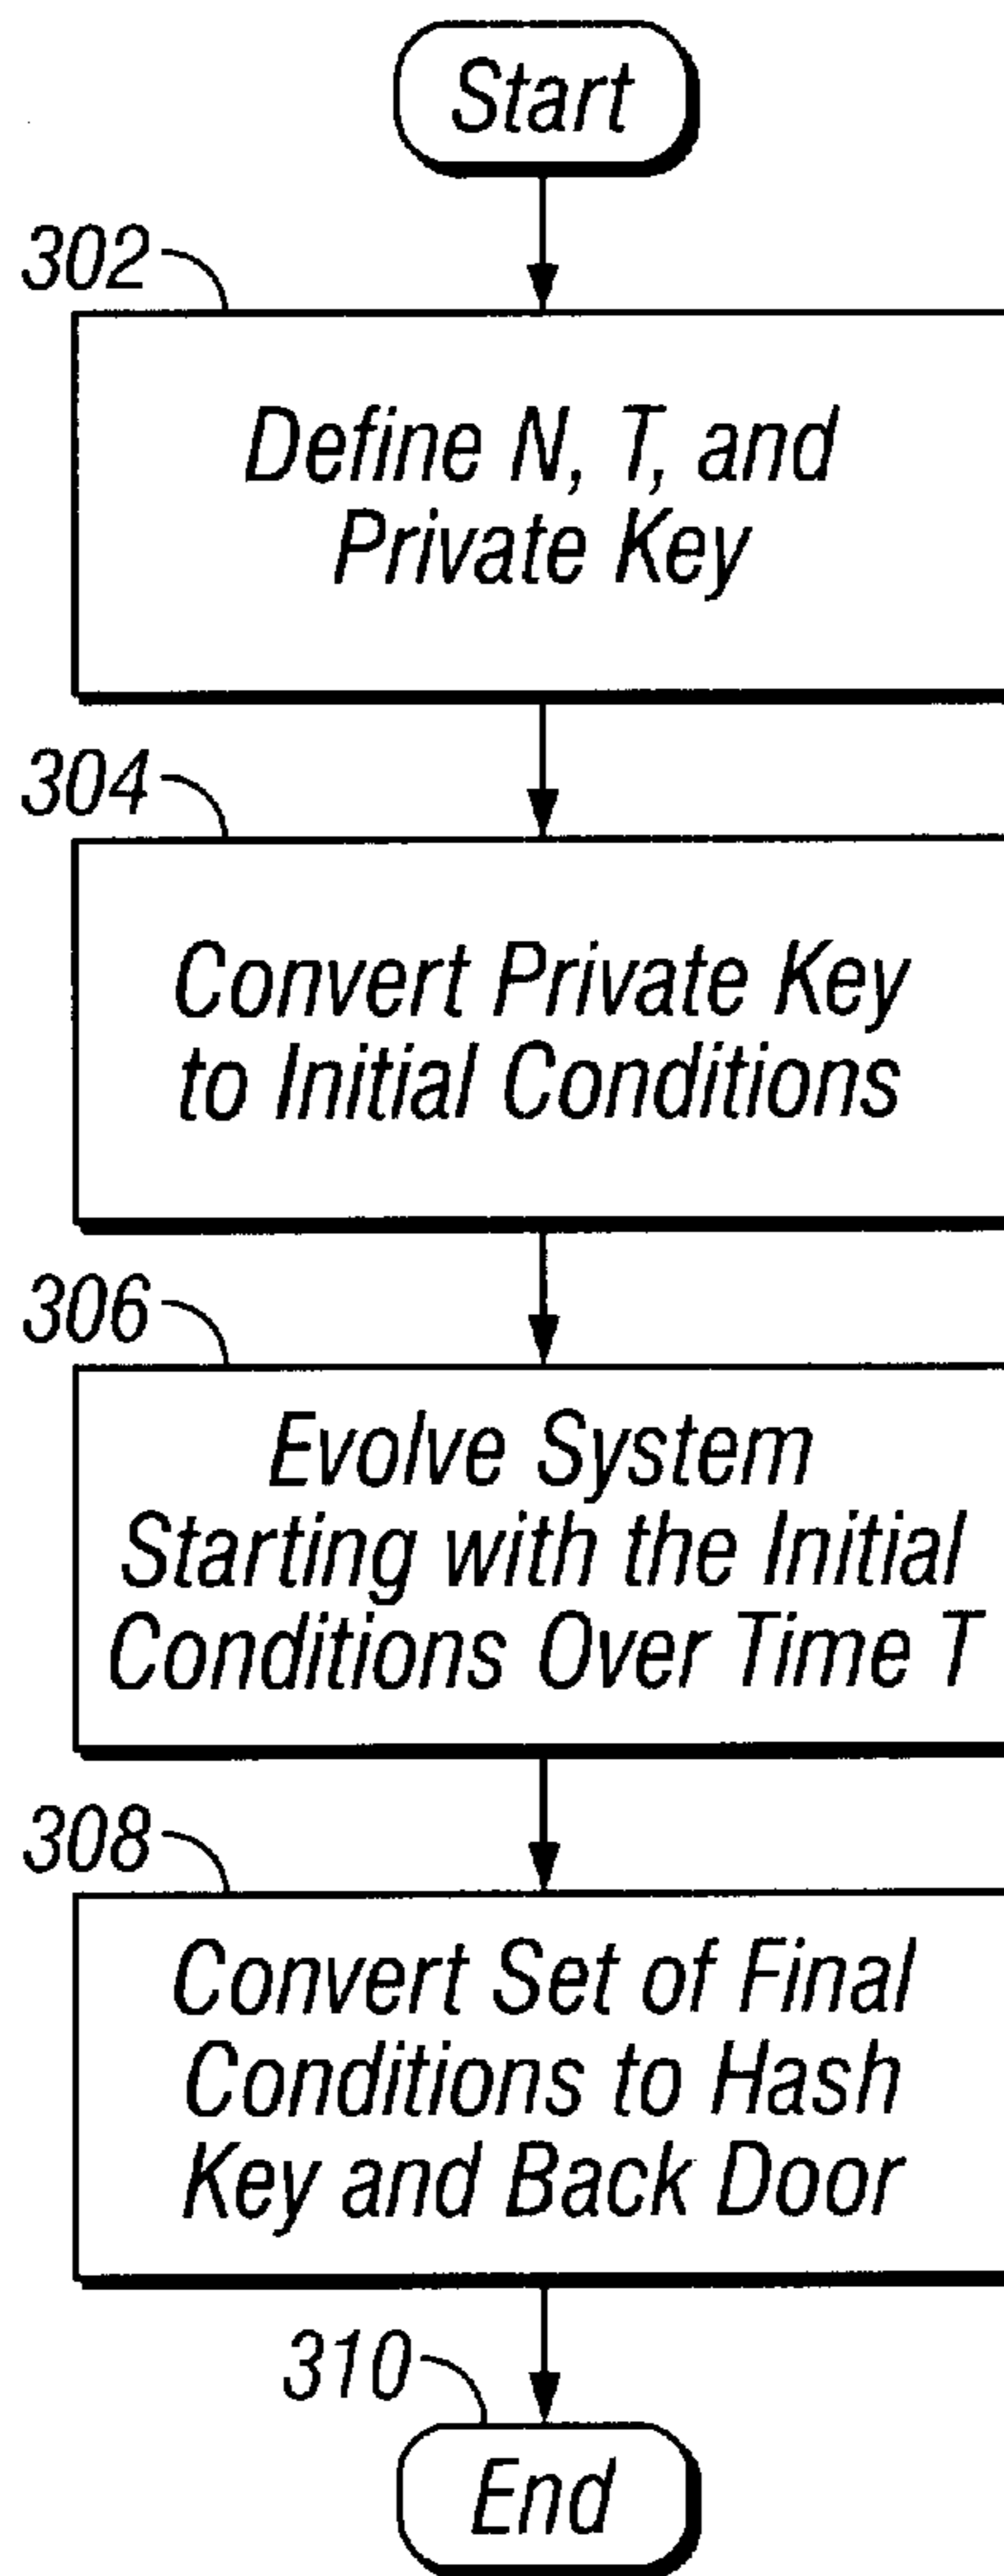 Start
302
Define N, T, and
Private Key
304
Convert Private Key
to Initial Conditions
306
Evolve System
Starting with the Initial
Conditions Over Time T
308
Convert Set of Final
Conditions to Hash
Key and Back Door
310
End